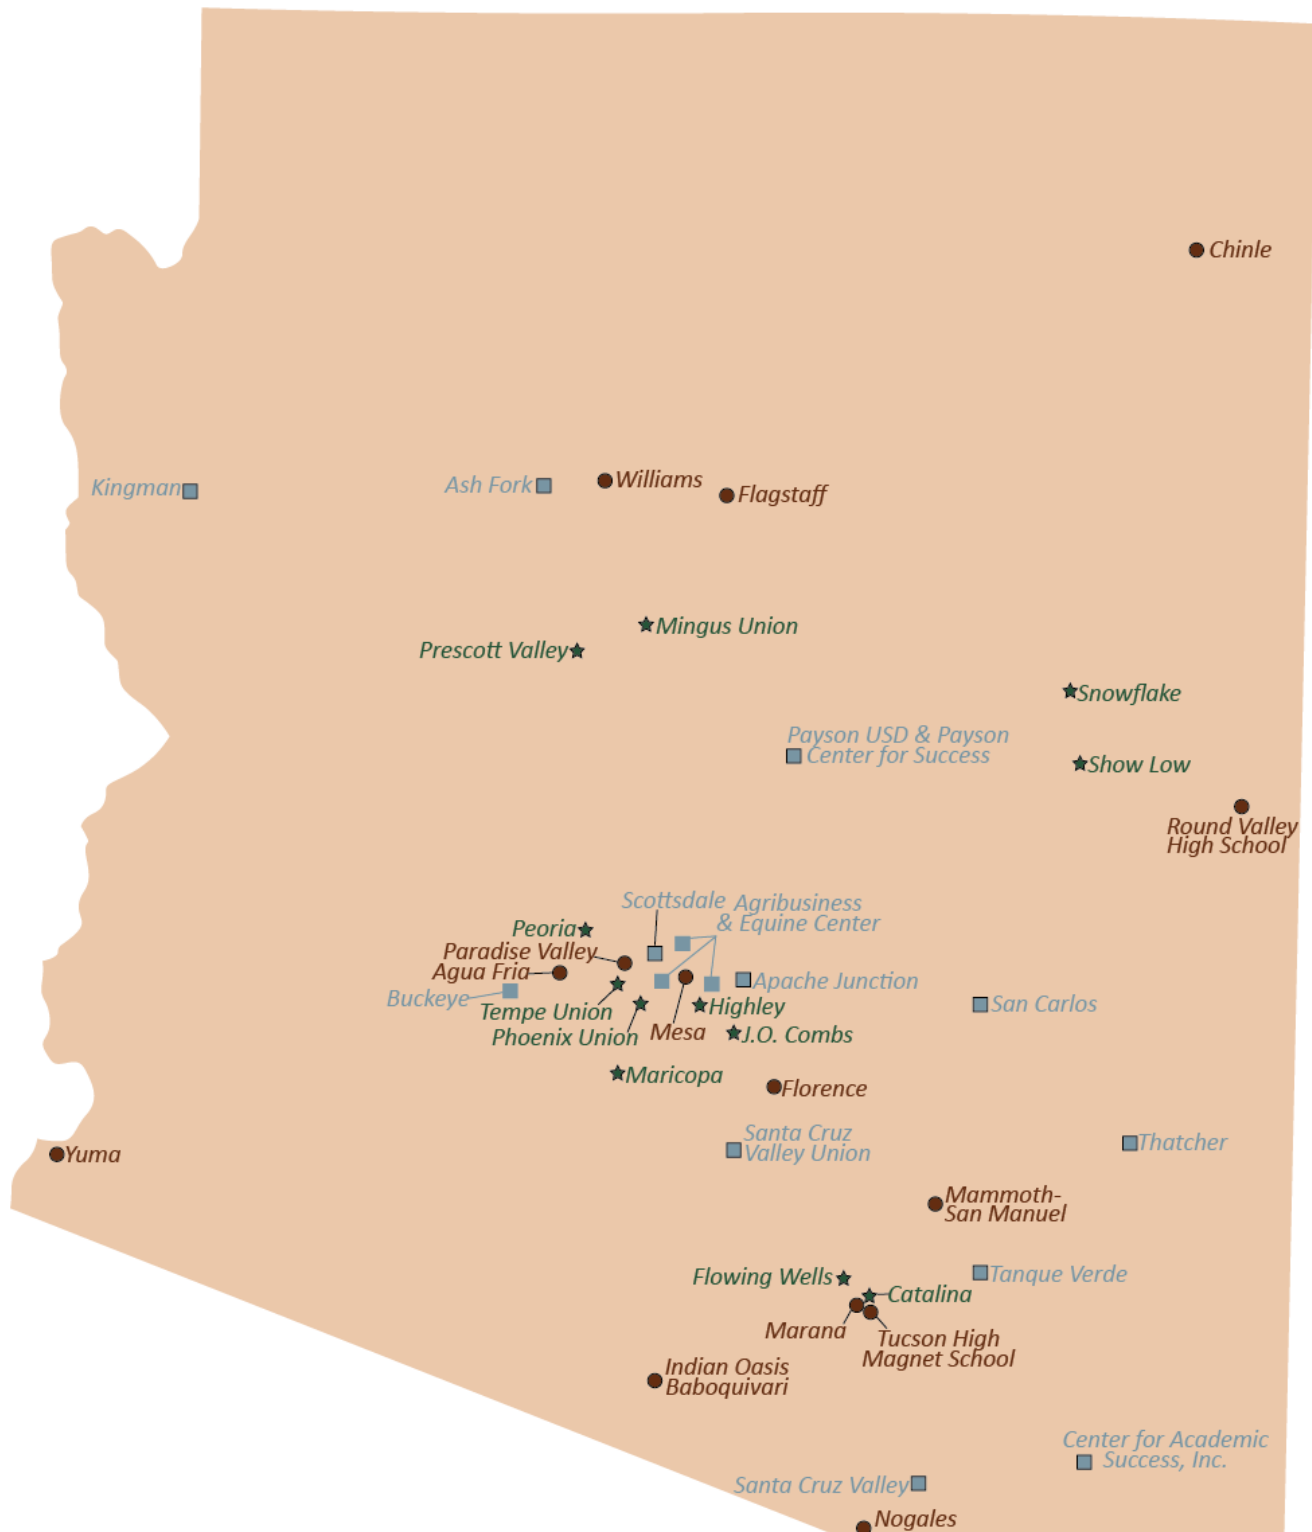 Chinle
Kingman
Ash Fork
Williams
Flagstaff
Mingus Union
Prescott Valley
Snowflake
Payson USD & Payson
Center for Success
Show Low
Round Valley
High School
Scottsdale
Agribusiness
& Equine Center
Peoria
Paradise Valley
Agua Fria
Apache Junction
Buckeye
San Carlos
Tempe Union
Highley
Phoenix Union
Mesa
J.O. Combs
Maricopa
Florence
Santa Cruz
Valley Union
Thatcher
Yuma
Mammoth-
San Manuel
Flowing Wells
Tanque Verde
Catalina
Marana
Tucson High
Magnet School
Indian Oasis
Baboquivari
Center for Academic
Success, Inc.
Santa Cruz Valley
Nogales